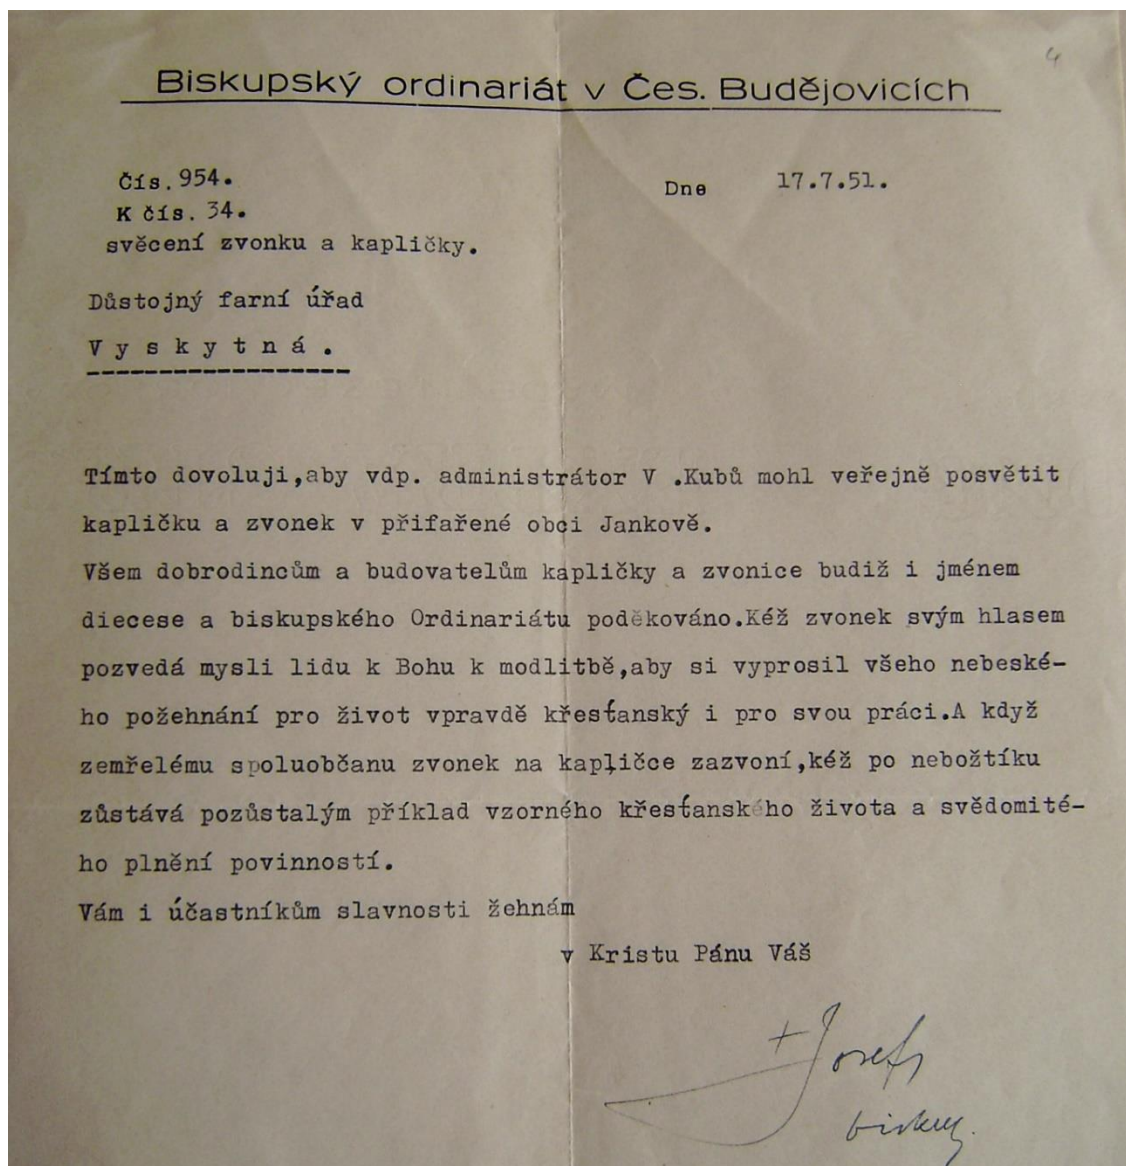 4
Biskupský ordinariát v Čes. Budějovicích
Čís. 954.
Dne 17.7.51.
K čís. 34.
svěcení zvonku a kapličky.
Důstojný farní úřad
V y s k y t n á .
Tímto dovoluji,aby vdp. administrátor V .Kubů mohl veřejně posvětit
kapličku a zvonek v přifařené obci Jankově.
Všem dobrodincům a budovatelům kapličky a zvonice budiž i jménem
diecese a biskupského Ordinariátu poděkováno.Kéž zvonek svým hlasem
pozvedá mysli lidu k Bohu k modlitbě,aby si vyprosil všeho nebeské-
ho požehnání pro život vpravdě křesťanský i pro svou práci.A když
zemřelému spoluobčanu zvonek na kapličce zazvoní,kéž po nebožtíku
zůstává pozůstalým příklad vzorného křesťanského života a svědomité-
ho plnění povinností.
Vám i účastníkům slavnosti žehnám
v Kristu Pánu Váš
+ Josef
biskup.